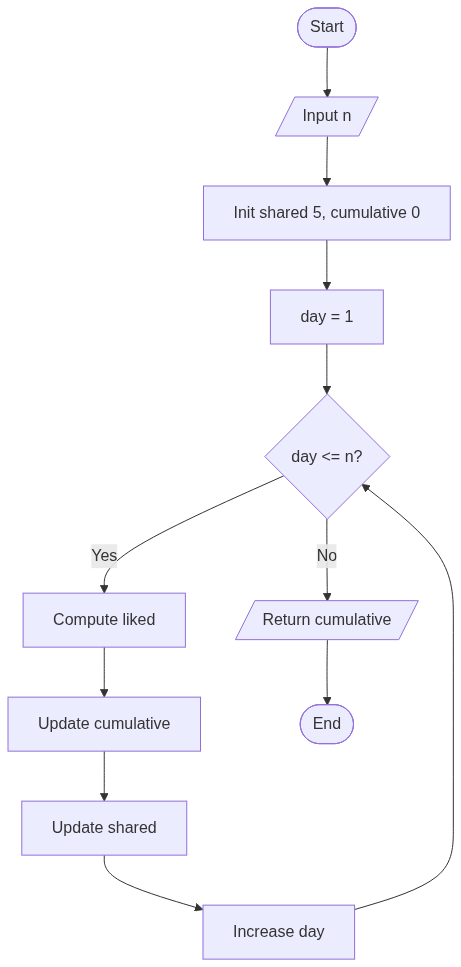 Start
Input n
Init shared 5, cumulative 0
day = 1
day <= n?
Yes
No
Compute liked
Return cumulative
Update cumulative
End
Update shared
Increase day